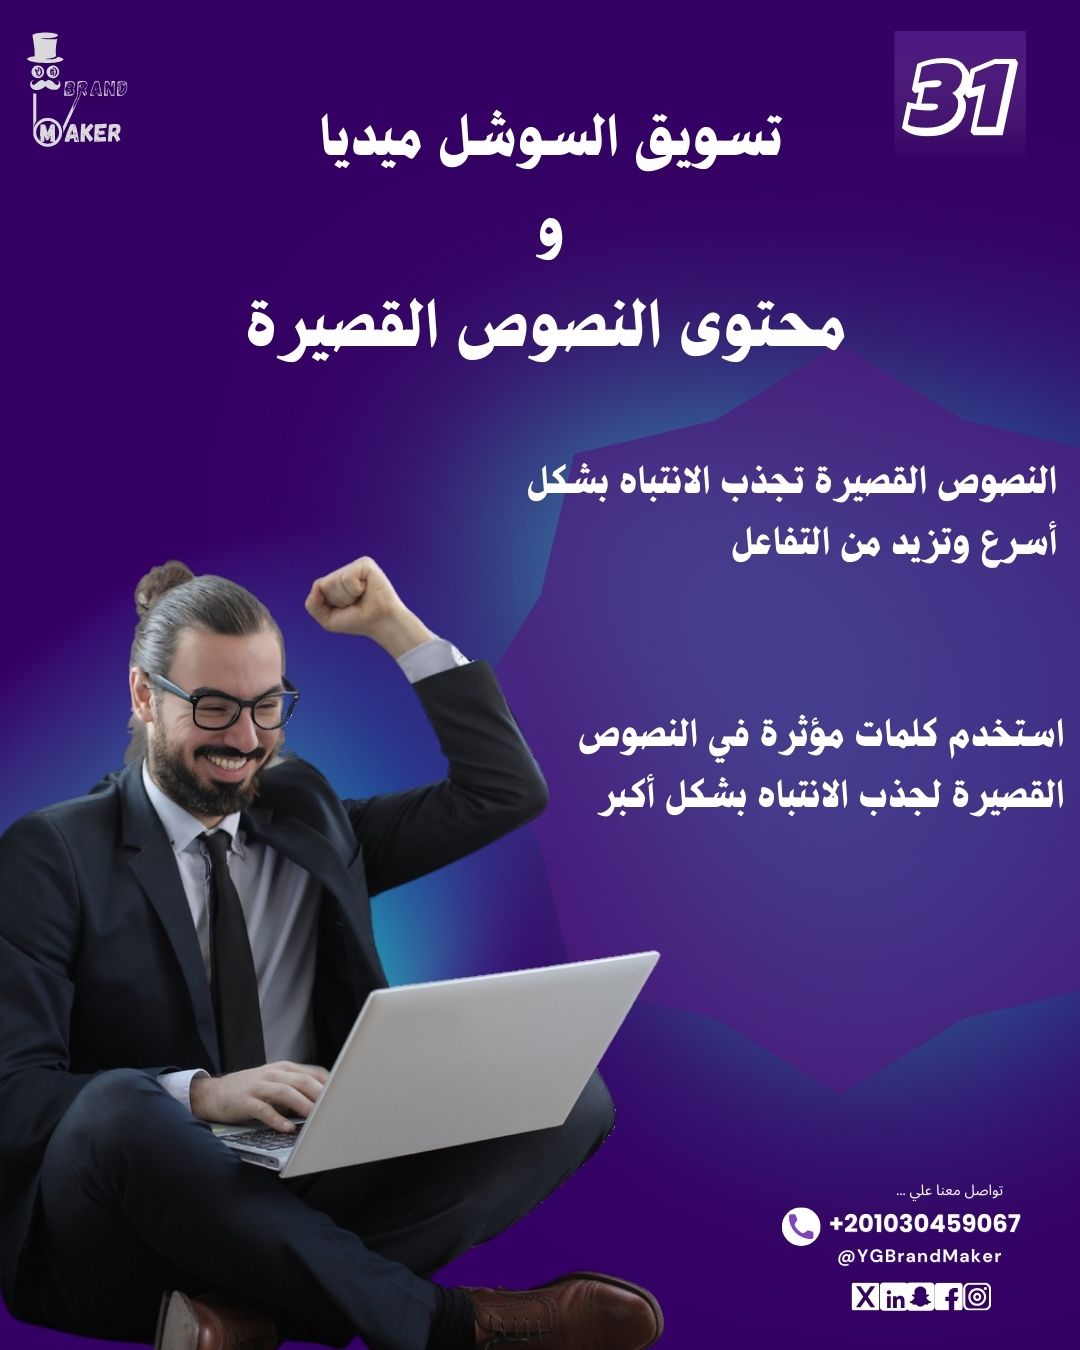 BRAND
MAKER
31
تسويق السوشل ميديا
و
محتوى النصوص القصيرة
النصوص القصيرة تجذب الانتباه بشكل
أسرع وتزيد من التفاعل
استخدم كلمات مؤثرة في النصوص
القصيرة لجذب الانتباه بشكل أكبر
تواصل معنا علي ...
+201030459067
@YGBrandMaker